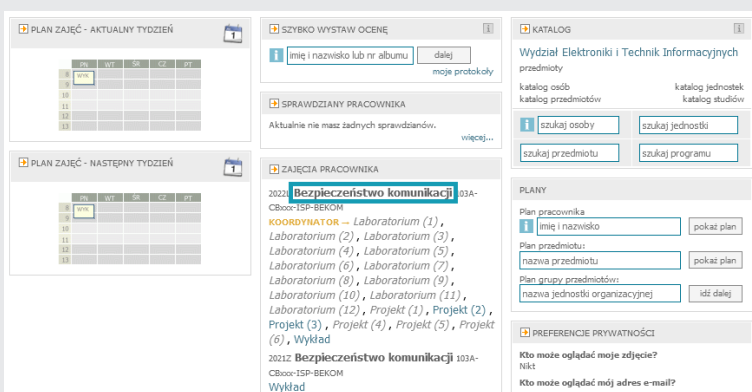 PLAN ZAJĘĆ - AKTUALNY TYDZIEŃ
1
PN WT ŚR CZ PT
8 WYK
9
10
11
12
13
PLAN ZAJĘĆ - NASTĘPNY TYDZIEŃ
1
PN WT ŚR CZ PT
8 WYK
9
10
11
12
13
SZYBKO WYSTAW OCENĘ
i
i imię i nazwisko lub nr albumu dalej
moje protokoły
SPRAWDZIANY PRACOWNIKA
Aktualnie nie masz żadnych sprawdzianów.
więcej...
ZAJĘCIA PRACOWNIKA
2022L Bezpieczeństwo komunikacji 103A-
CBxxx-ISP-BEKOM
KOORDYNATOR — Laboratorium (1) ,
Laboratorium (2) , Laboratorium (3) ,
Laboratorium (4) , Laboratorium (5) ,
Laboratorium (6) , Laboratorium (7) ,
Laboratorium (8) , Laboratorium (9) ,
Laboratorium (10) , Laboratorium (11) ,
Laboratorium (12) , Projekt (1) , Projekt (2) ,
Projekt (3) , Projekt (4) , Projekt (5) , Projekt
(6) , Wykład
2021Z Bezpieczeństwo komunikacji 103A-
CBxxx-ISP-BEKOM
Wykład
KATALOG
i
Wydział Elektroniki i Technik Informacyjnych
przedmioty
katalog osób katalog jednostek
katalog przedmiotów katalog studiów
i szukaj osoby szukaj jednostki
szukaj przedmiotu szukaj programu
PLANY
Plan pracownika
i imię i nazwisko pokaż plan
Plan przedmiotu:
nazwa przedmiotu pokaż plan
Plan grupy przedmiotów:
nazwa jednostki organizacyjnej idź dalej
PREFERENCJE PRYWATNOŚCI
Kto może oglądać moje zdjęcie?
Nikt
Kto może oglądać mój adres e-mail?